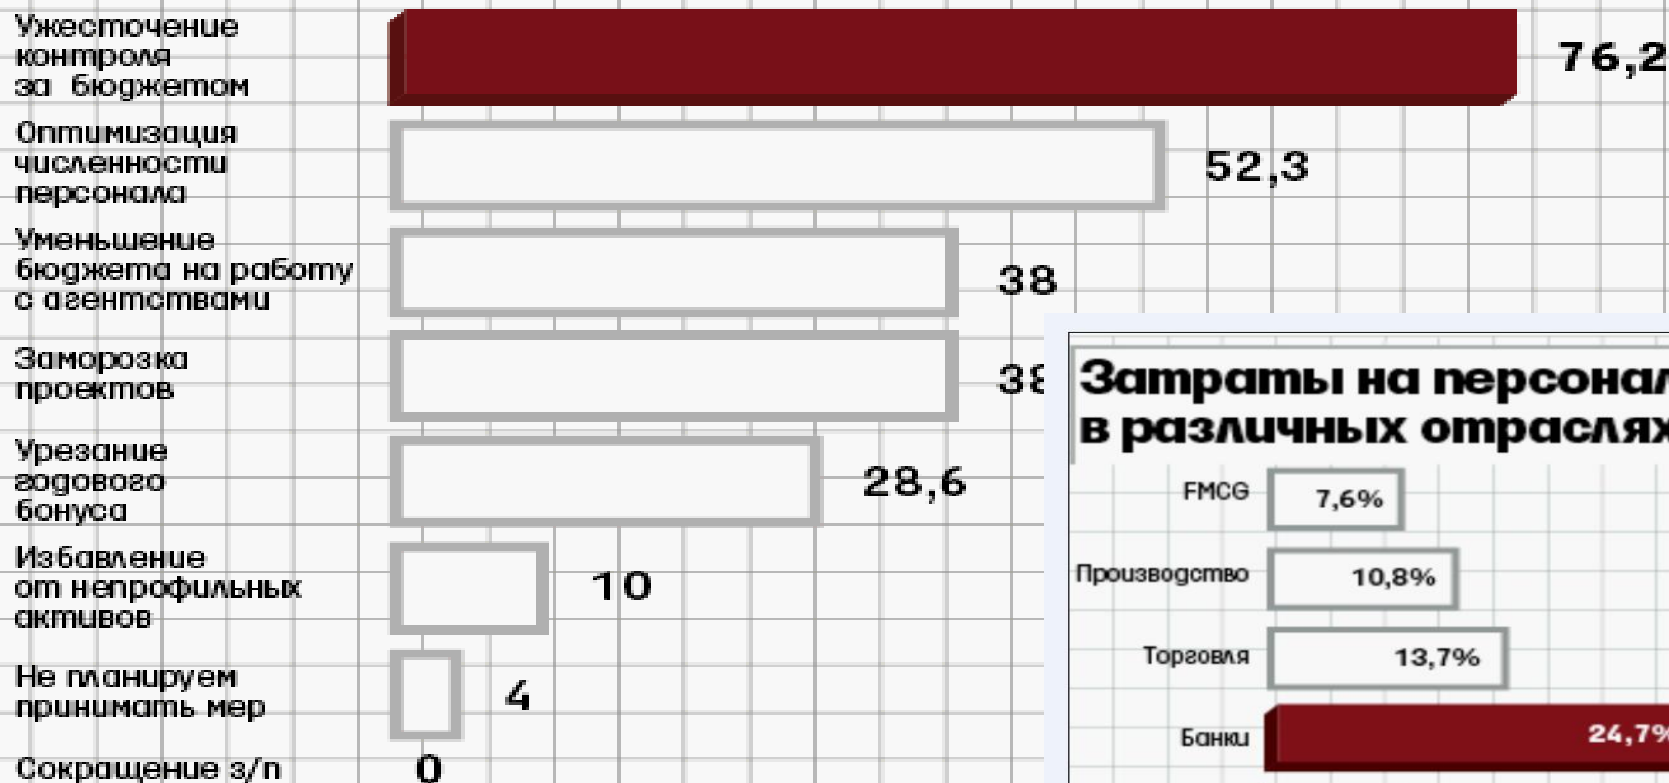 Ужесточение
контроля
за бюджетом
76,2
Оптимизация
численности
персонала
52,3
Уменьшение
бюджета на работу
с агентствами
38
Заморозка
проектов
38
Урезание
годового
бонуса
28,6
Избавление
от непрофильных
активов
10
Не планируем
принимать мер
4
Сокращение з/п
0
Затраты на персонал
в различных отраслях
FMCG
7,6%
Производство
10,8%
Торговля
13,7%
Банки
24,7%